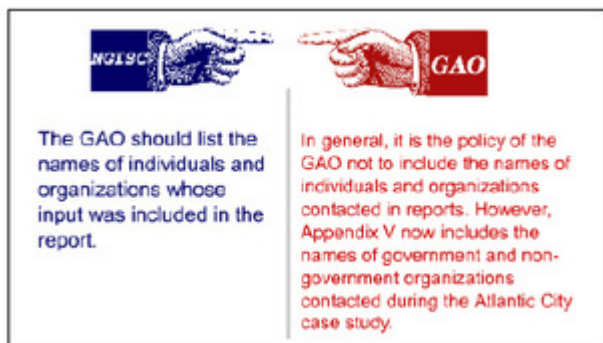 NGISC
GAO
The GAO should list the
names of individuals and
organizations whose
input was included in the
report.
In general, it is the policy of the
GAO not to include the names of
individuals and organizations
contacted in reports. However,
Appendix V now includes the
names of government and non-
government organizations
contacted during the Atlantic City
case study.